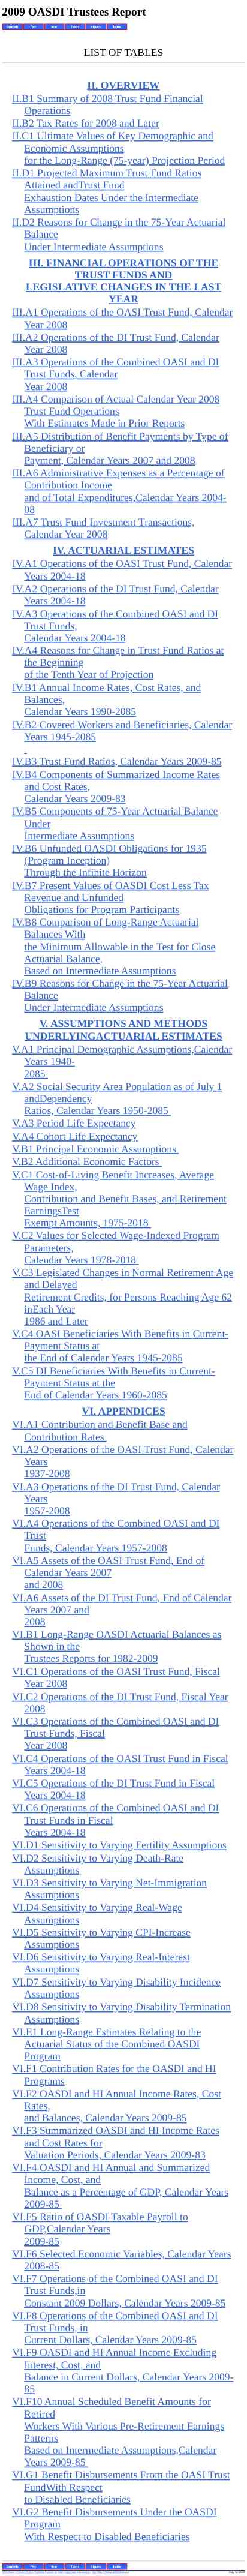 2009 OASDI Trustees Report
LIST OF TABLES
II. OVERVIEW
II.B1 Summary of 2008 Trust Fund Financial
Operations
II.B2 Tax Rates for 2008 and Later
II.C1 Ultimate Values of Key Demographic and
Economic Assumptions
for the Long-Range (75-year) Projection Period
II.D1 Projected Maximum Trust Fund Ratios
Attained andTrust Fund
Exhaustion Dates Under the Intermediate
Assumptions
II.D2 Reasons for Change in the 75-Year Actuarial
Balance
Under Intermediate Assumptions
III. FINANCIAL OPERATIONS OF THE
TRUST FUNDS AND
LEGISLATIVE CHANGES IN THE LAST
YEAR
III.A1 Operations of the OASI Trust Fund, Calendar
Year 2008
III.A2 Operations of the DI Trust Fund, Calendar
Year 2008
III.A3 Operations of the Combined OASI and DI
Trust Funds, Calendar
Year 2008
III.A4 Comparison of Actual Calendar Year 2008
Trust Fund Operations
With Estimates Made in Prior Reports
III.A5 Distribution of Benefit Payments by Type of
Beneficiary or
Payment, Calendar Years 2007 and 2008
III.A6 Administrative Expenses as a Percentage of
Contribution Income
and of Total Expenditures,Calendar Years 2004-
08
III.A7 Trust Fund Investment Transactions,
Calendar Year 2008
IV. ACTUARIAL ESTIMATES
IV.A1 Operations of the OASI Trust Fund, Calendar
Years 2004-18
IV.A2 Operations of the DI Trust Fund, Calendar
Years 2004-18
IV.A3 Operations of the Combined OASI and DI
Trust Funds,
Calendar Years 2004-18
IV.A4 Reasons for Change in Trust Fund Ratios at
the Beginning
of the Tenth Year of Projection
IV.B1 Annual Income Rates, Cost Rates, and
Balances,
Calendar Years 1990-2085
IV.B2 Covered Workers and Beneficiaries, Calendar
Years 1945-2085
IV.B3 Trust Fund Ratios, Calendar Years 2009-85
IV.B4 Components of Summarized Income Rates
and Cost Rates,
Calendar Years 2009-83
IV.B5 Components of 75-Year Actuarial Balance
Under
Intermediate Assumptions
IV.B6 Unfunded OASDI Obligations for 1935
(Program Inception)
Through the Infinite Horizon
IV.B7 Present Values of OASDI Cost Less Tax
Revenue and Unfunded
Obligations for Program Participants
IV.B8 Comparison of Long-Range Actuarial
Balances With
the Minimum Allowable in the Test for Close
Actuarial Balance,
Based on Intermediate Assumptions
IV.B9 Reasons for Change in the 75-Year Actuarial
Balance
Under Intermediate Assumptions
V. ASSUMPTIONS AND METHODS
UNDERLYINGACTUARIAL ESTIMATES
V.A1 Principal Demographic Assumptions,Calendar
Years 1940-
2085
V.A2 Social Security Area Population as of July 1
andDependency
Ratios, Calendar Years 1950-2085
V.A3 Period Life Expectancy
V.A4 Cohort Life Expectancy
V.B1 Principal Economic Assumptions
V.B2 Additional Economic Factors
V.C1 Cost-of-Living Benefit Increases, Average
Wage Index,
Contribution and Benefit Bases, and Retirement
EarningsTest
Exempt Amounts, 1975-2018
V.C2 Values for Selected Wage-Indexed Program
Parameters,
Calendar Years 1978-2018
V.C3 Legislated Changes in Normal Retirement Age
and Delayed
Retirement Credits, for Persons Reaching Age 62
inEach Year
1986 and Later
V.C4 OASI Beneficiaries With Benefits in Current-
Payment Status at
the End of Calendar Years 1945-2085
V.C5 DI Beneficiaries With Benefits in Current-
Payment Status at the
End of Calendar Years 1960-2085
VI. APPENDICES
VI.A1 Contribution and Benefit Base and
Contribution Rates
VI.A2 Operations of the OASI Trust Fund, Calendar
Years
1937-2008
VI.A3 Operations of the DI Trust Fund, Calendar
Years
1957-2008
VI.A4 Operations of the Combined OASI and DI
Trust
Funds, Calendar Years 1957-2008
VI.A5 Assets of the OASI Trust Fund, End of
Calendar Years 2007
and 2008
VI.A6 Assets of the DI Trust Fund, End of Calendar
Years 2007 and
2008
VI.B1 Long-Range OASDI Actuarial Balances as
Shown in the
Trustees Reports for 1982-2009
VI.C1 Operations of the OASI Trust Fund, Fiscal
Year 2008
VI.C2 Operations of the DI Trust Fund, Fiscal Year
2008
VI.C3 Operations of the Combined OASI and DI
Trust Funds, Fiscal
Year 2008
VI.C4 Operations of the OASI Trust Fund in Fiscal
Years 2004-18
VI.C5 Operations of the DI Trust Fund in Fiscal
Years 2004-18
VI.C6 Operations of the Combined OASI and DI
Trust Funds in Fiscal
Years 2004-18
VI.D1 Sensitivity to Varying Fertility Assumptions
VI.D2 Sensitivity to Varying Death-Rate
Assumptions
VI.D3 Sensitivity to Varying Net-Immigration
Assumptions
VI.D4 Sensitivity to Varying Real-Wage
Assumptions
VI.D5 Sensitivity to Varying CPI-Increase
Assumptions
VI.D6 Sensitivity to Varying Real-Interest
Assumptions
VI.D7 Sensitivity to Varying Disability Incidence
Assumptions
VI.D8 Sensitivity to Varying Disability Termination
Assumptions
VI.E1 Long-Range Estimates Relating to the
Actuarial Status of the Combined OASDI
Program
VI.F1 Contribution Rates for the OASDI and HI
Programs
VI.F2 OASDI and HI Annual Income Rates, Cost
Rates,
and Balances, Calendar Years 2009-85
VI.F3 Summarized OASDI and HI Income Rates
and Cost Rates for
Valuation Periods, Calendar Years 2009-83
VI.F4 OASDI and HI Annual and Summarized
Income, Cost, and
Balance as a Percentage of GDP, Calendar Years
2009-85
VI.F5 Ratio of OASDI Taxable Payroll to
GDP,Calendar Years
2009-85
VI.F6 Selected Economic Variables, Calendar Years
2008-85
VI.F7 Operations of the Combined OASI and DI
Trust Funds,in
Constant 2009 Dollars, Calendar Years 2009-85
VI.F8 Operations of the Combined OASI and DI
Trust Funds, in
Current Dollars, Calendar Years 2009-85
VI.F9 OASDI and HI Annual Income Excluding
Interest, Cost, and
Balance in Current Dollars, Calendar Years 2009-
85
VI.F10 Annual Scheduled Benefit Amounts for
Retired
Workers With Various Pre-Retirement Earnings
Patterns
Based on Intermediate Assumptions,Calendar
Years 2009-85
VI.G1 Benefit Disbursements From the OASI Trust
FundWith Respect
to Disabled Beneficiaries
VI.G2 Benefit Disbursements Under the OASDI
Program
With Respect to Disabled Beneficiaries